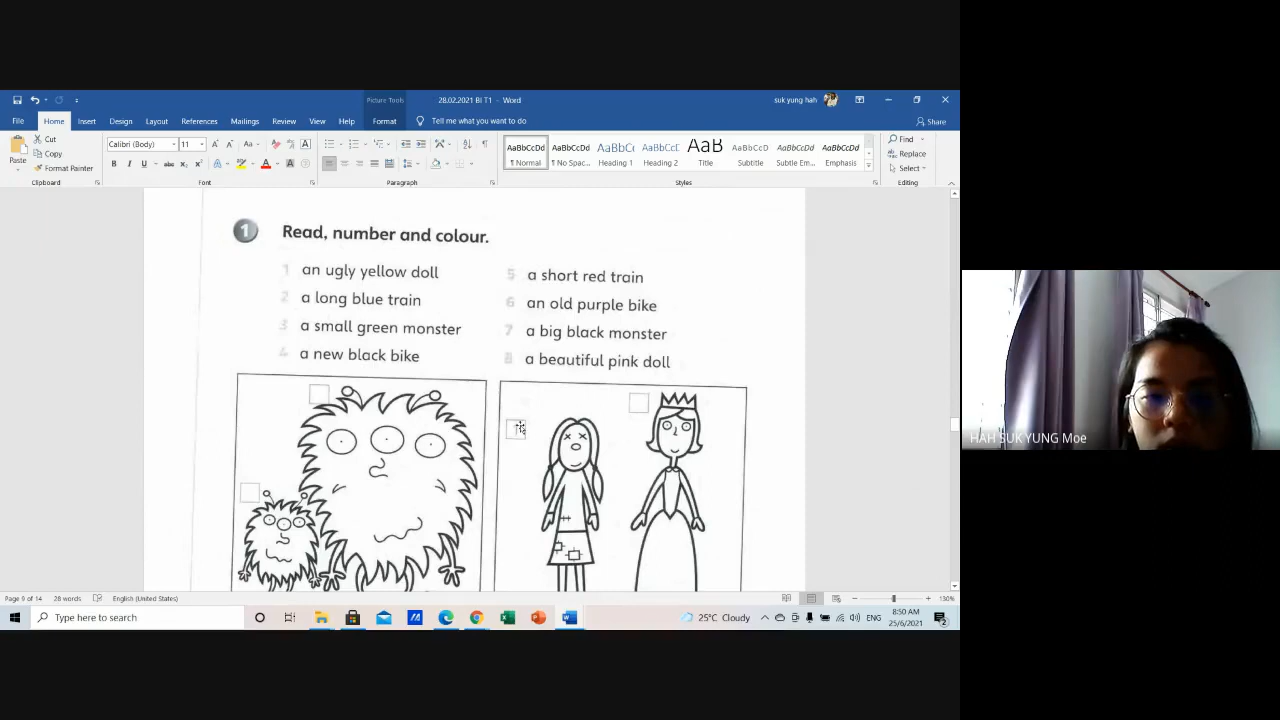 28.02.2021 BI T1 - Word
Picture Tools
suk yung hah
File Home Insert Design Layout References Mailings Review View Help Format Tell me what you want to do
Share
Paste
Cut
Copy
Format Painter
Clipboard
Calibri (Body) 11
Font
Paragraph
AaBbCcDd AaBbCcDd AaBbCc AaBbCcC AaB AaBbCcD AaBbCcDd AaBbCcDd
¶ Normal ¶ No Spac... Heading 1 Heading 2 Title Subtitle Subtle Em... Emphasis
Styles
Find
Replace
Select
Editing
1 Read, number and colour.
1 an ugly yellow doll
2 a long blue train
3 a small green monster
4 a new black bike
5 a short red train
6 an old purple bike
7 a big black monster
8 a beautiful pink doll
HAH SUK YUNG Moe
Page 9 of 14 28 words English (United States)
130%
Type here to search
25°C Cloudy
ENG
8:50 AM
25/6/2021
2